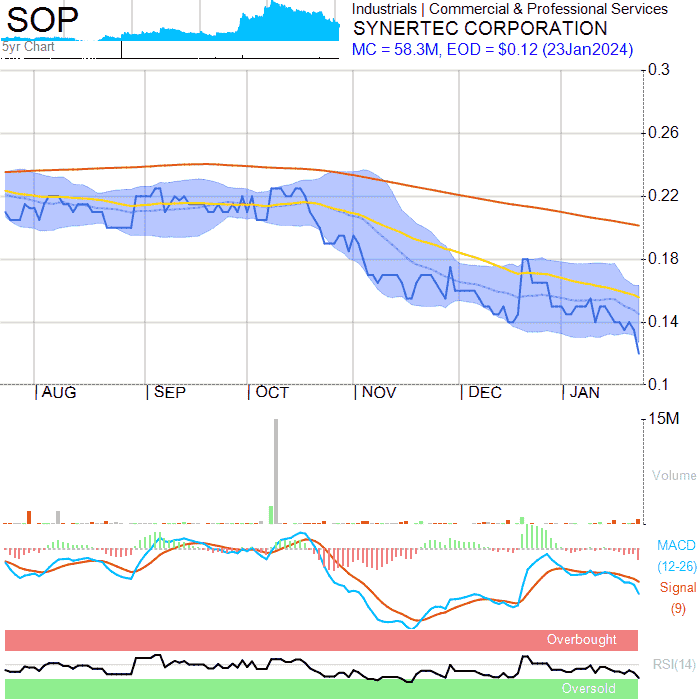 SOP
5yr Chart
Industrials | Commercial & Professional Services
SYNERTEC CORPORATION
MC = 58.3M, EOD = $0.12 (23Jan2024)
0.3
0.26
0.22
0.18
0.14
0.1
AUG SEP OCT NOV DEC JAN
15M
Volume
MACD
(12-26)
Signal
(9)
Overbought
RSI(14)
Oversold